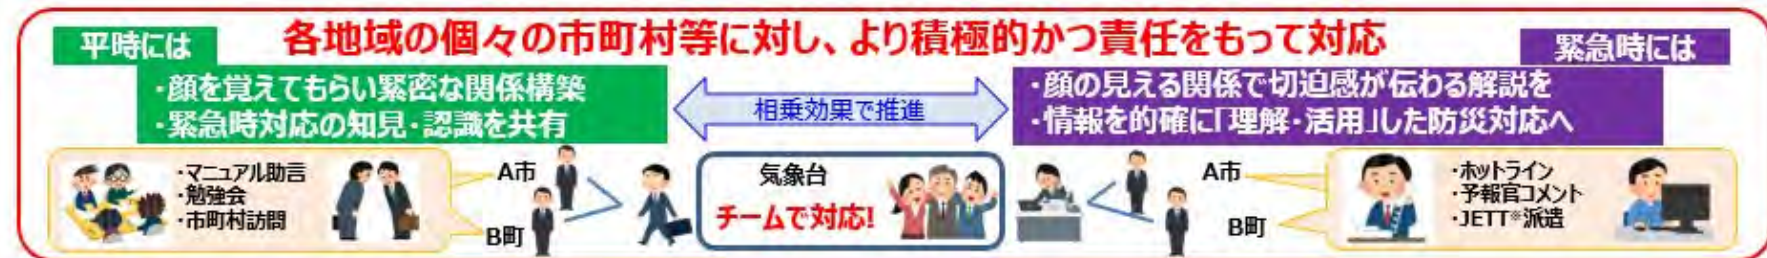 各地域の個々の市町村等に対し、より積極的かつ責任をもって対応
平時には
・顔を覚えてもらい緊密な関係構築
・緊急時対応の知見・認識を共有
相乗効果で推進
緊急時には
・顔の見える関係で切迫感が伝わる解説を
・情報を的確に「理解・活用」した防災対応へ
・マニュアル助言
・勉強会
・市町村訪問
A市
B町
気象台
チームで対応!
A市
B町
・ホットライン
・予報官コメント
・JETT※派遣